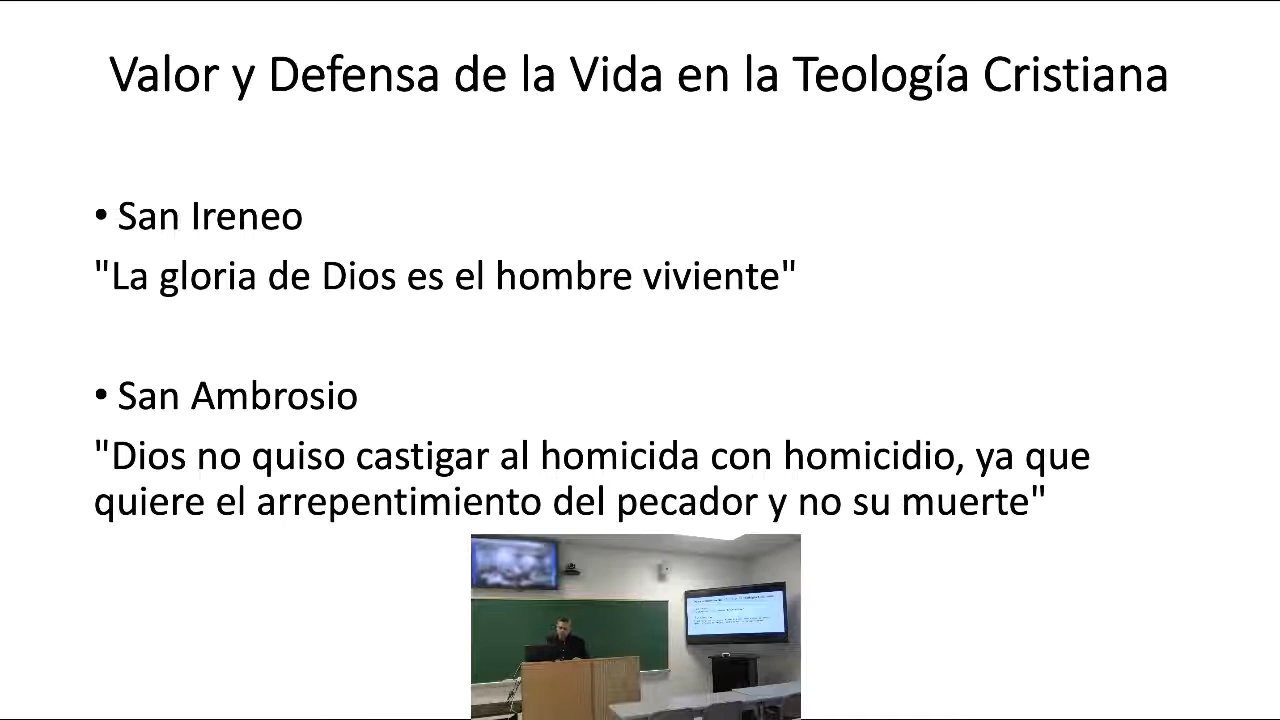 Valor y Defensa de la Vida en la Teología Cristiana
• San Ireneo
"La gloria de Dios es el hombre viviente"
• San Ambrosio
"Dios no quiso castigar al homicida con homicidio, ya que
quiere el arrepentimiento del pecador y no su muerte"